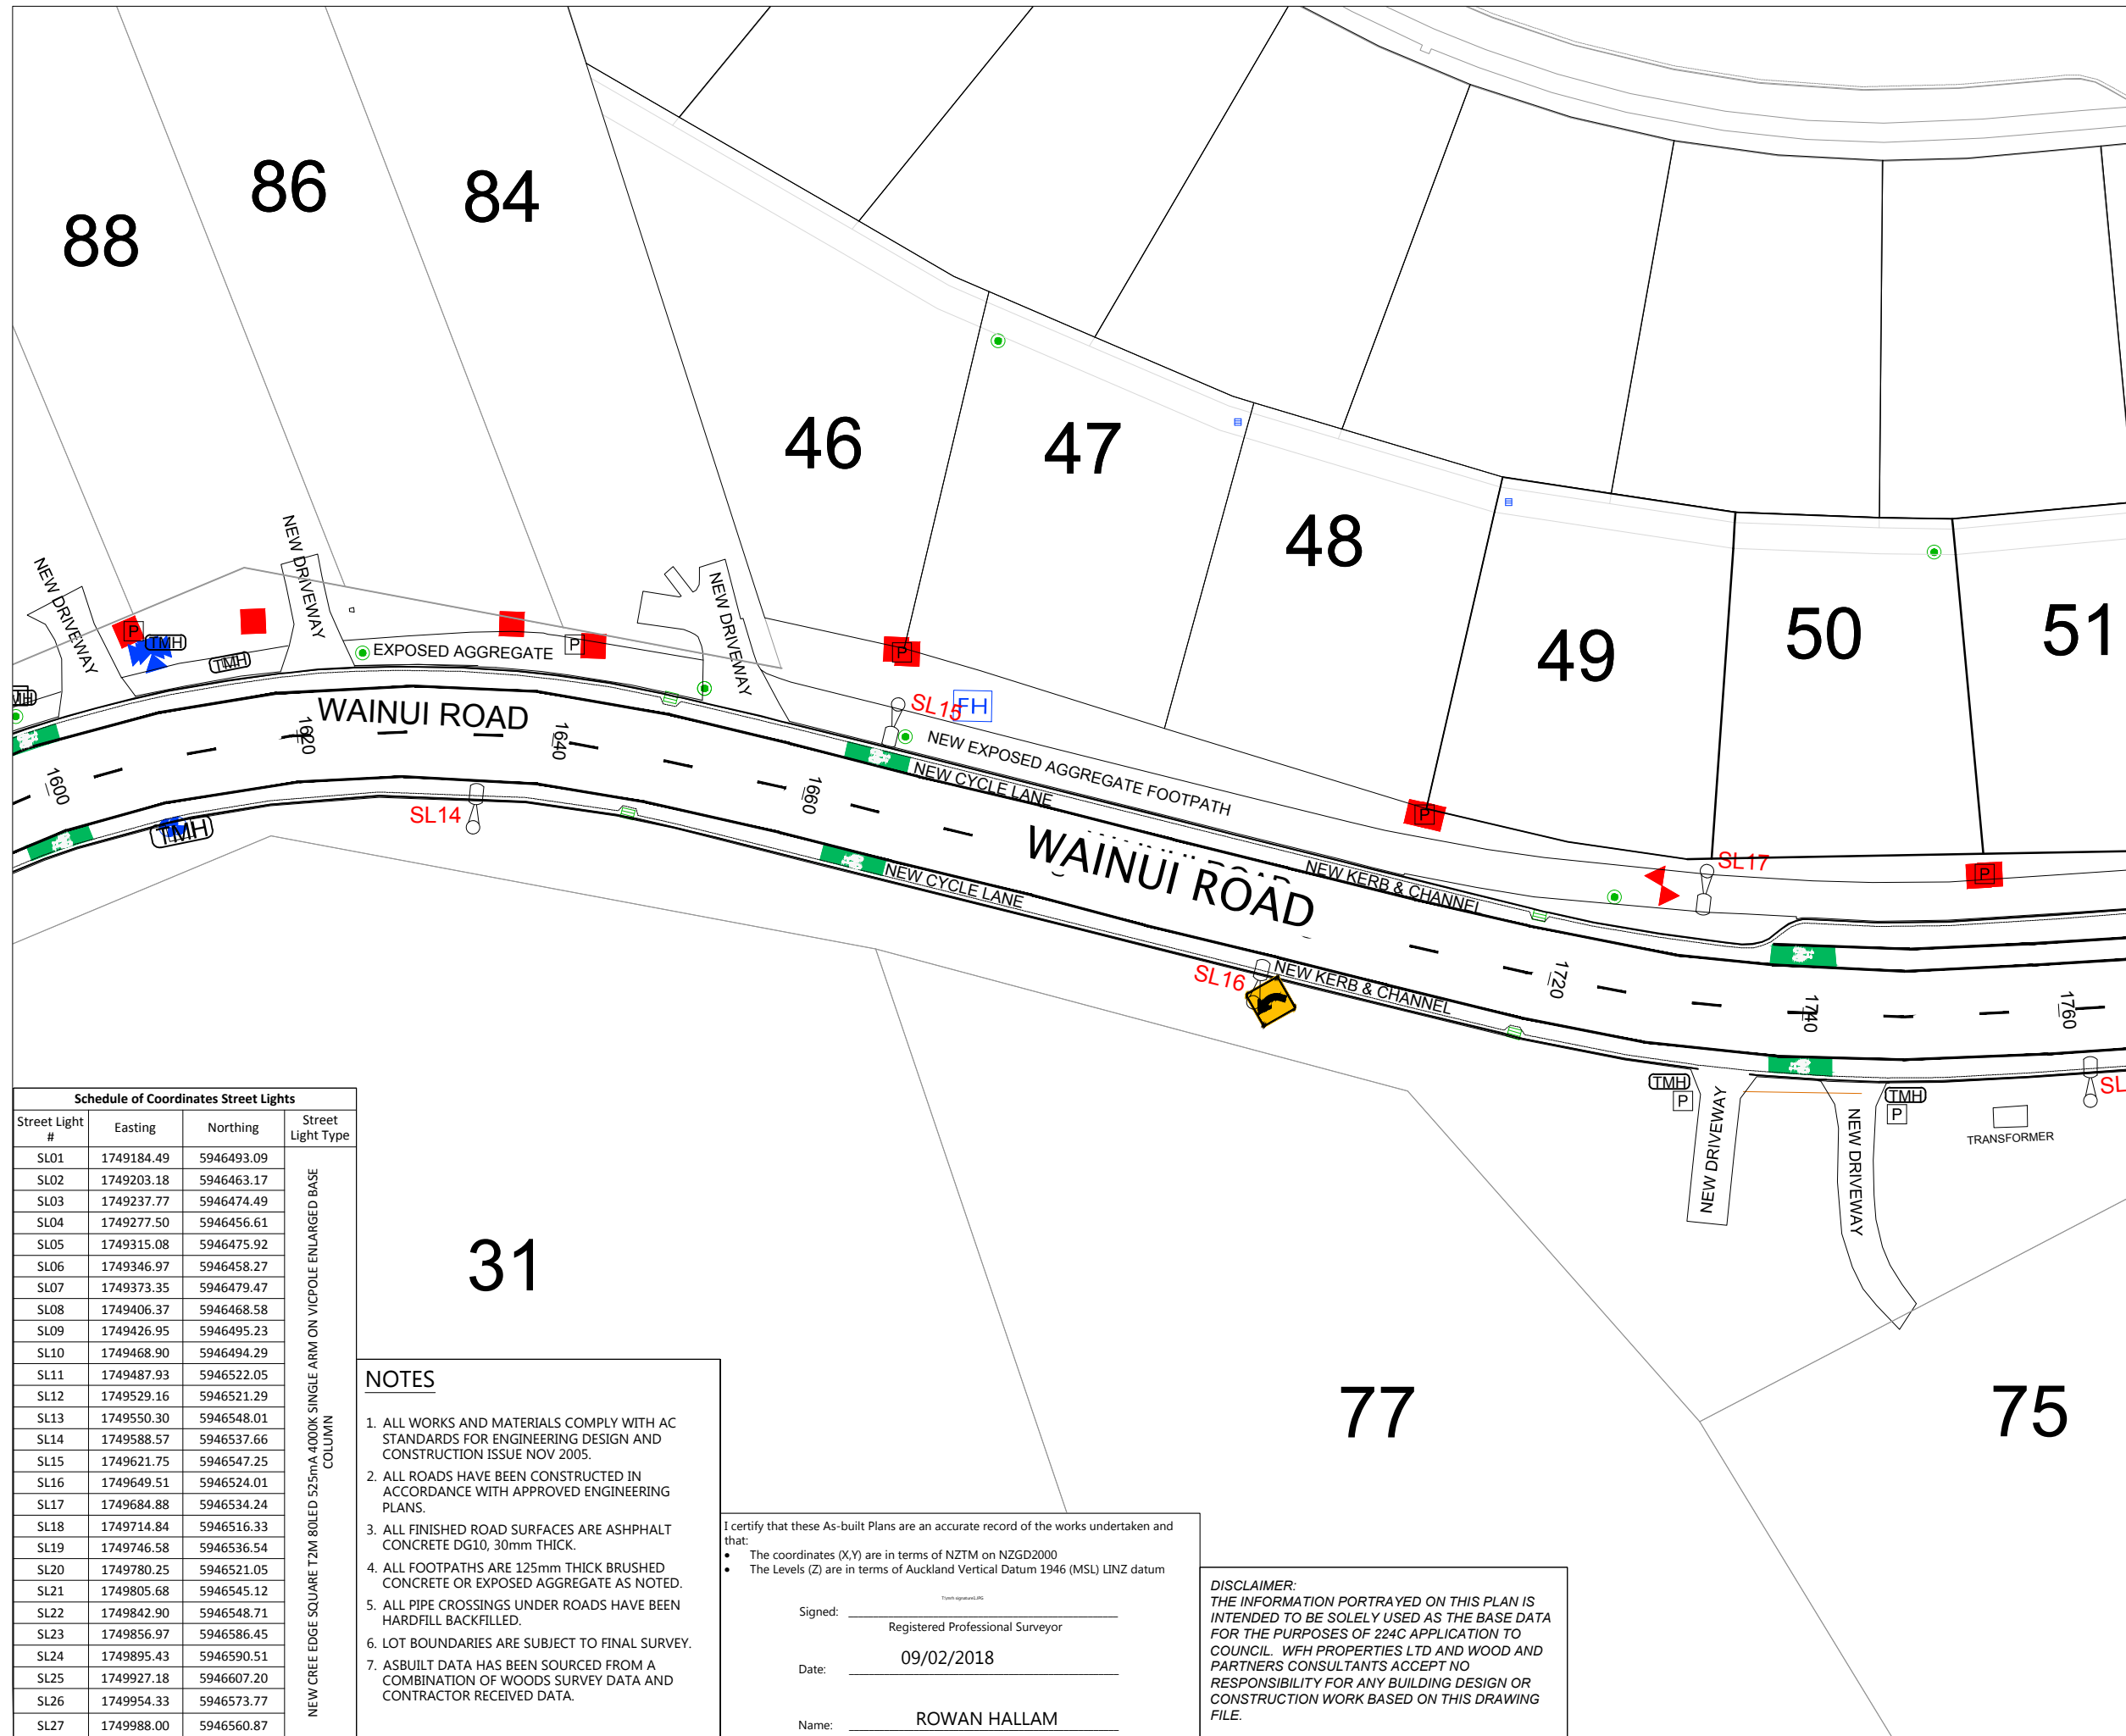 88
86
84
46
47
48
49
50
51
NEW DRIVEWAY
NEW DRIVEWAY
NEW DRIVEWAY
P
TMH
TMH
EXPOSED AGGREGATE
P
P
SL15
FH
WAINUI ROAD
1600
1620
1640
1660
NEW EXPOSED AGGREGATE FOOTPATH
NEW CYCLE LANE
SL14
TMH
NEW CYCLE LANE
WAINUI ROAD
NEW KERB & CHANNEL
P
SL17
P
SL16
NEW KERB & CHANNEL
1720
1740
1760
TMH
P
TMH
P
SL
NEW DRIVEWAY
NEW DRIVEWAY
TRANSFORMER
31
77
75
Schedule of Coordinates Street Lights
Street Light # Easting Northing Street Light Type
SL01 1749184.49 5946493.09
SL02 1749203.18 5946463.17
SL03 1749237.77 5946474.49
SL04 1749277.50 5946456.61
SL05 1749315.08 5946475.92
SL06 1749346.97 5946458.27
SL07 1749373.35 5946479.47
SL08 1749406.37 5946468.58
SL09 1749426.95 5946495.23
SL10 1749468.90 5946494.29
SL11 1749487.93 5946522.05
SL12 1749529.16 5946521.29
SL13 1749550.30 5946548.01
SL14 1749588.57 5946537.66
SL15 1749621.75 5946547.25
SL16 1749649.51 5946524.01
SL17 1749684.88 5946534.24
SL18 1749714.84 5946516.33
SL19 1749746.58 5946536.54
SL20 1749780.25 5946521.05
SL21 1749805.68 5946545.12
SL22 1749842.90 5946548.71
SL23 1749856.97 5946586.45
SL24 1749895.43 5946590.51
SL25 1749927.18 5946607.20
SL26 1749954.33 5946573.77
SL27 1749988.00 5946560.87
NEW CREE EDGE SQUARE T2M 80LED 525mA 4000K SINGLE ARM ON VICPOLE ENLARGED BASE
COLUMN
NOTES
1. ALL WORKS AND MATERIALS COMPLY WITH AC
STANDARDS FOR ENGINEERING DESIGN AND
CONSTRUCTION ISSUE NOV 2005.
2. ALL ROADS HAVE BEEN CONSTRUCTED IN
ACCORDANCE WITH APPROVED ENGINEERING
PLANS.
3. ALL FINISHED ROAD SURFACES ARE ASHPHALT
CONCRETE DG10, 30mm THICK.
4. ALL FOOTPATHS ARE 125mm THICK BRUSHED
CONCRETE OR EXPOSED AGGREGATE AS NOTED.
5. ALL PIPE CROSSINGS UNDER ROADS HAVE BEEN
HARDFILL BACKFILLED.
6. LOT BOUNDARIES ARE SUBJECT TO FINAL SURVEY.
7. ASBUILT DATA HAS BEEN SOURCED FROM A
COMBINATION OF WOODS SURVEY DATA AND
CONTRACTOR RECEIVED DATA.
I certify that these As-built Plans are an accurate record of the works undertaken and
that:
• The coordinates (X,Y) are in terms of NZTM on NZGD2000
• The Levels (Z) are in terms of Auckland Vertical Datum 1946 (MSL) LINZ datum
Signed:
Registered Professional Surveyor
Date: 09/02/2018
Name: ROWAN HALLAM
DISCLAIMER:
THE INFORMATION PORTRAYED ON THIS PLAN IS
INTENDED TO BE SOLELY USED AS THE BASE DATA
FOR THE PURPOSES OF 224C APPLICATION TO
COUNCIL. WFH PROPERTIES LTD AND WOOD AND
PARTNERS CONSULTANTS ACCEPT NO
RESPONSIBILITY FOR ANY BUILDING DESIGN OR
CONSTRUCTION WORK BASED ON THIS DRAWING
FILE.